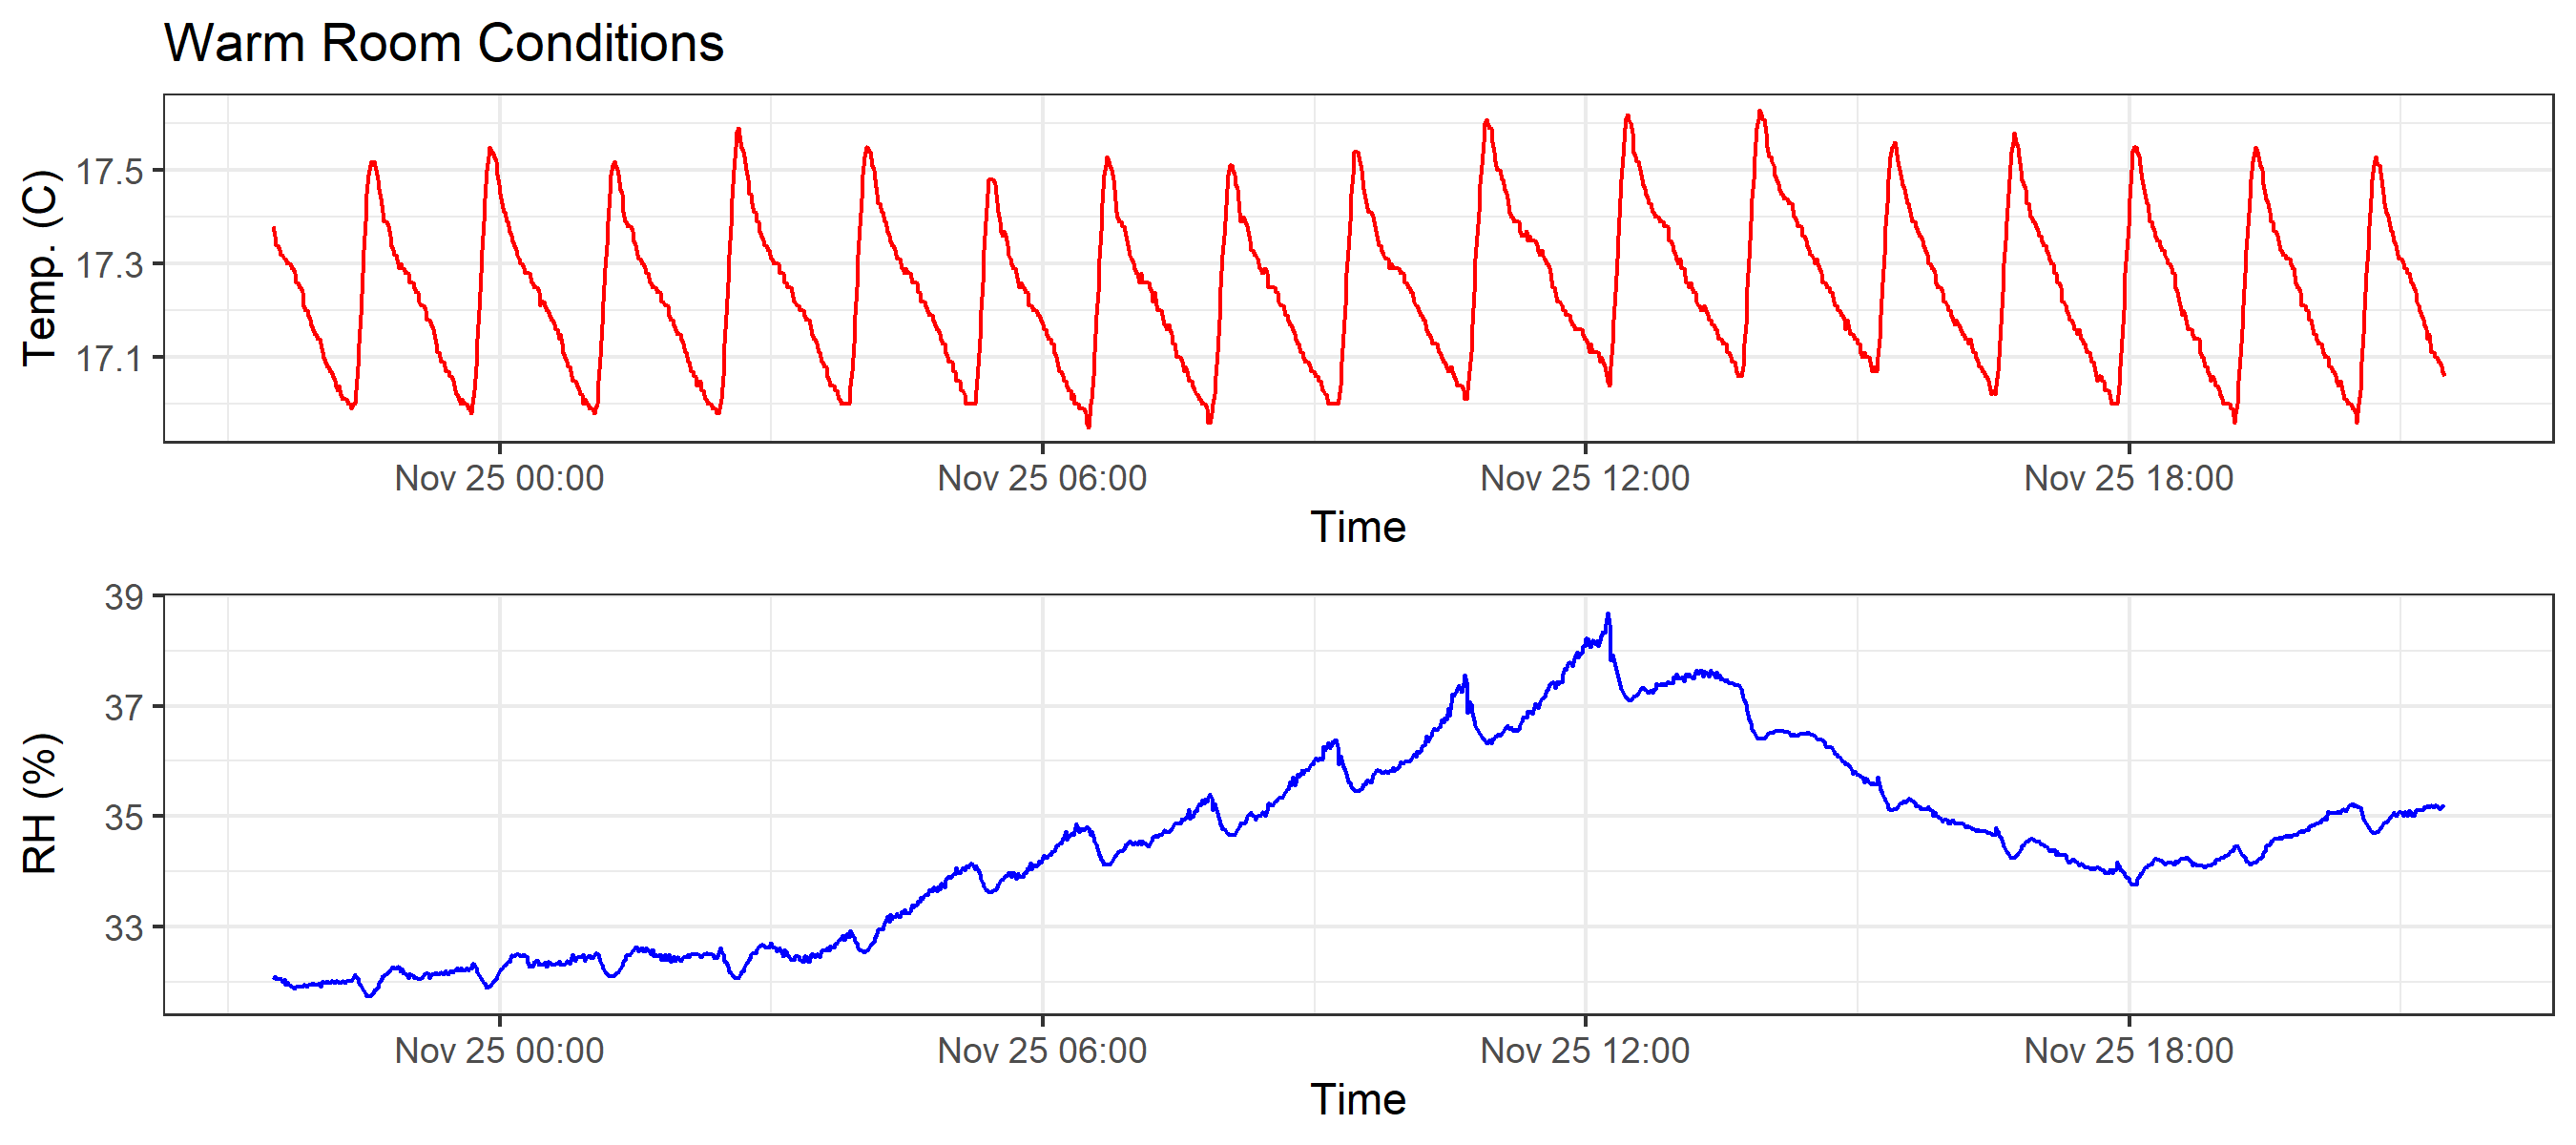 Warm Room Conditions
Temp. (C)
17.5
17.3
17.1
Nov 25 00:00 Nov 25 06:00 Nov 25 12:00 Nov 25 18:00
Time
RH (%)
39
37
35
33
Nov 25 00:00 Nov 25 06:00 Nov 25 12:00 Nov 25 18:00
Time